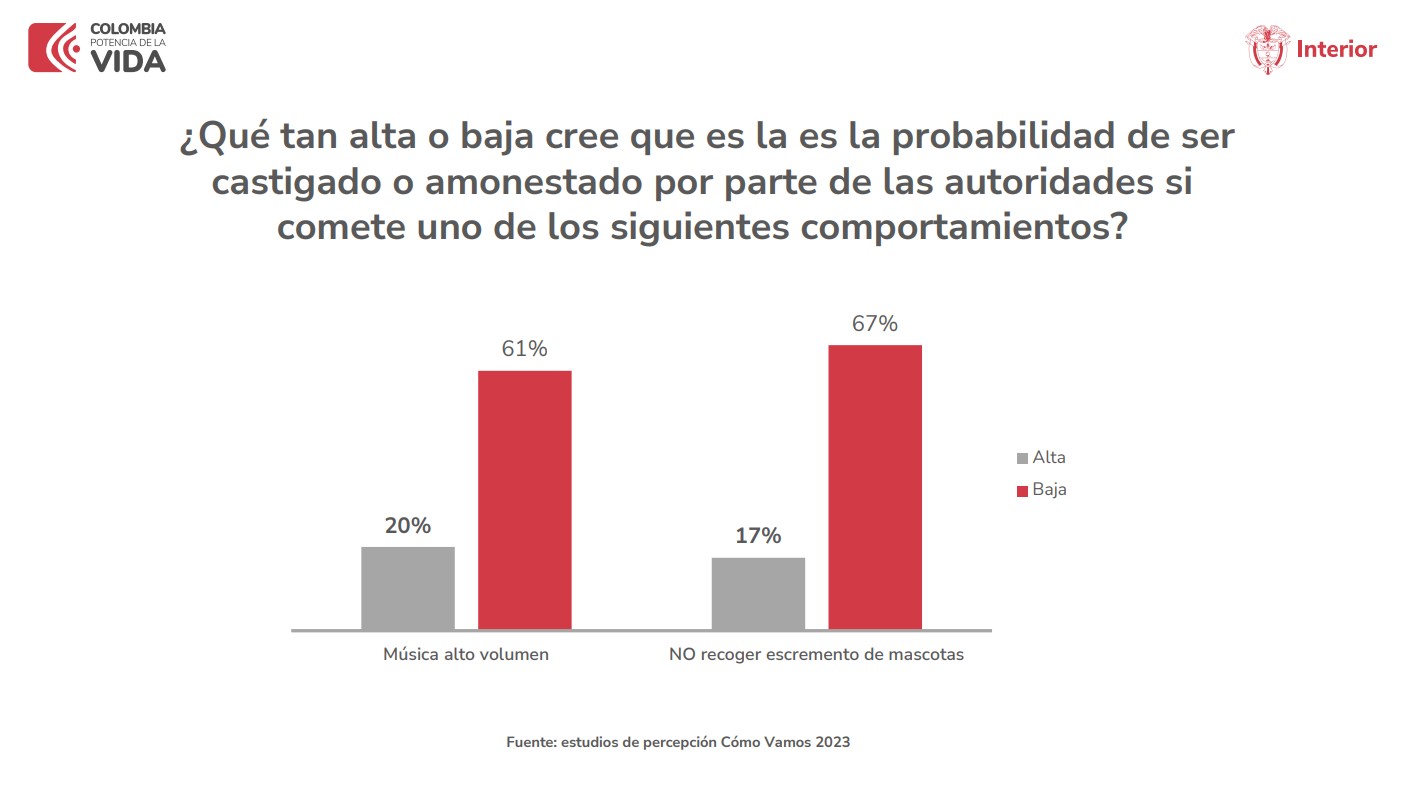 COLOMBIA
POTENCIA DE LA
VIDA
Interior
¿Qué tan alta o baja cree que es la es la probabilidad de ser
castigado o amonestado por parte de las autoridades si
comete uno de los siguientes comportamientos?
67%
61%
20%
17%
Alta
Baja
Música alto volumen
NO recoger escremento de mascotas
Fuente: estudios de percepción Cómo Vamos 2023